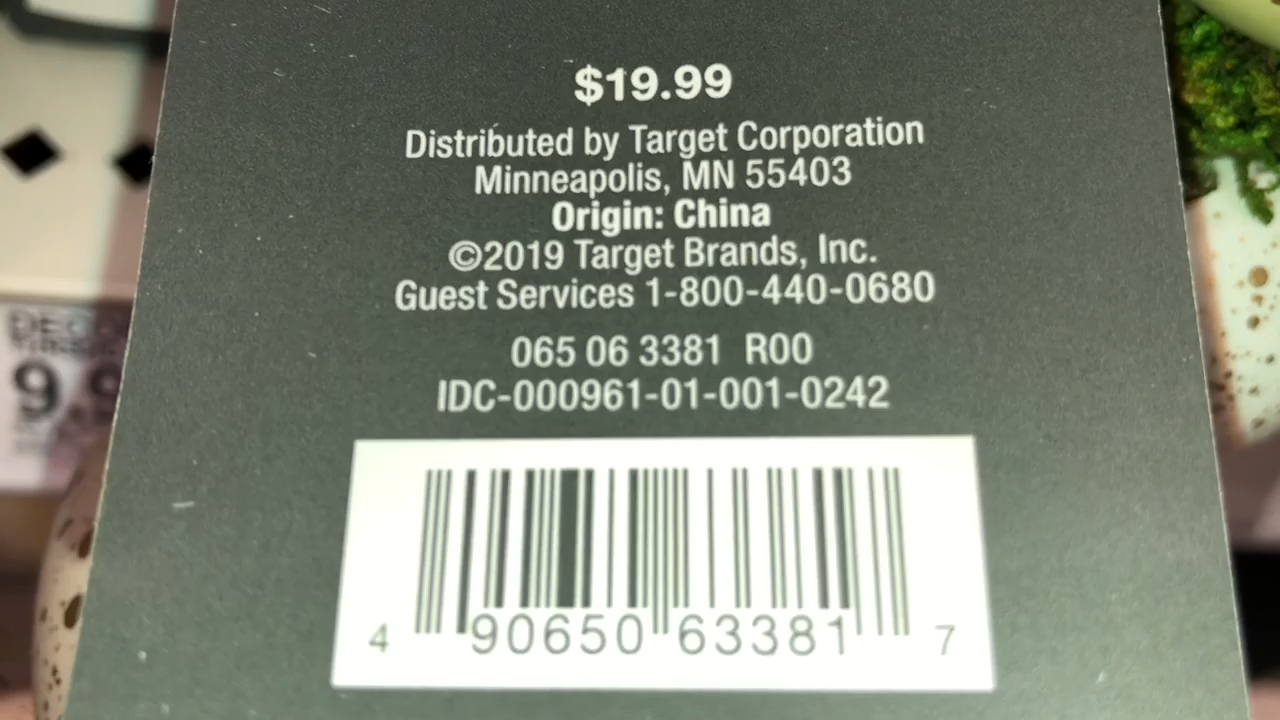 $19.99
Distributed by Target Corporation
Minneapolis, MN 55403
Origin: China
©2019 Target Brands, Inc.
Guest Services 1-800-440-0680
065 06 3381 R00
IDC-000961-01-001-0242
4 90650 63381 7